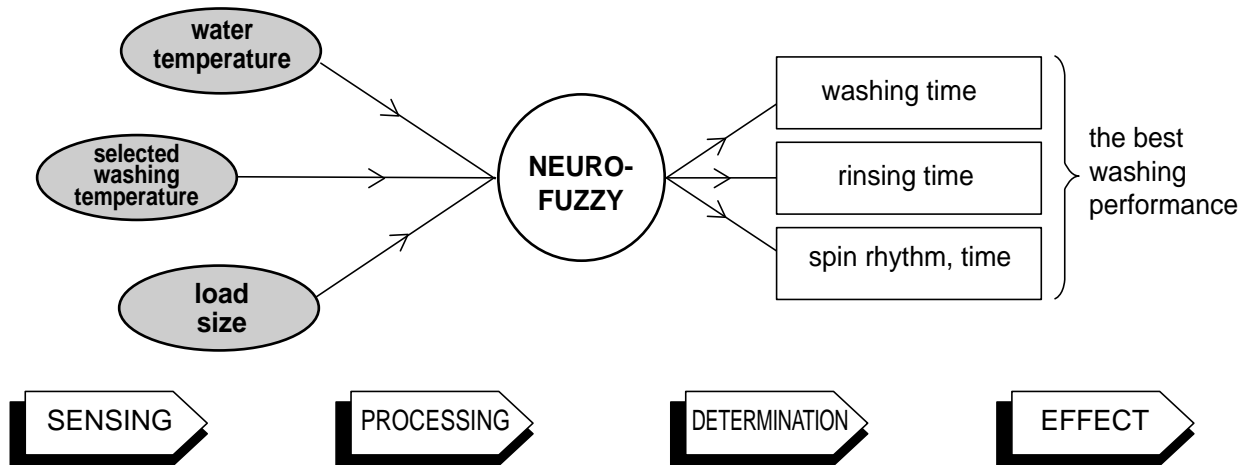 water
temperature
selected
washing
temperature
load
size
NEURO-
FUZZY
washing time
rinsing time
spin rhythm, time
the best
washing
performance
SENSING
PROCESSING
DETERMINATION
EFFECT